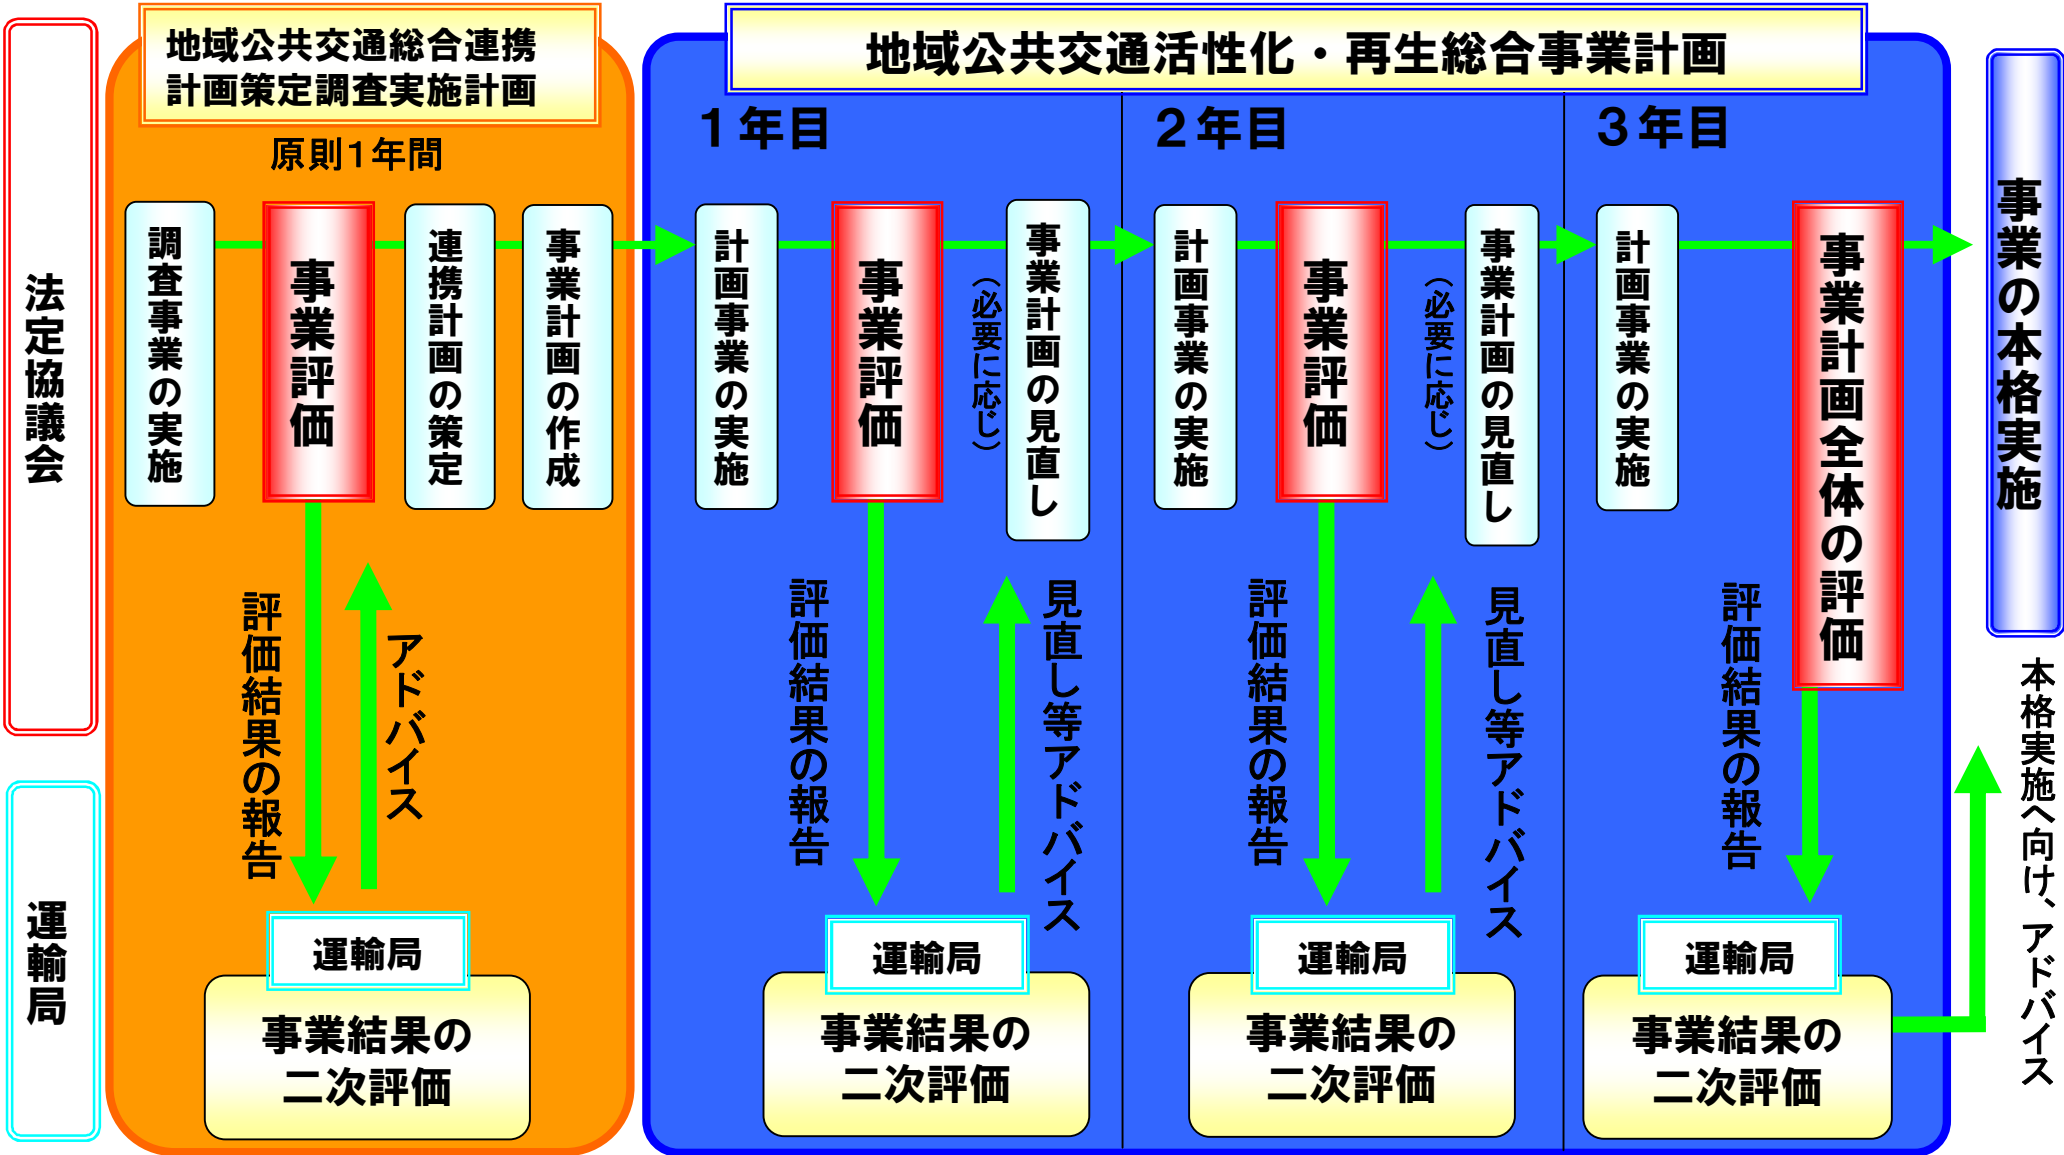 法定協議会
運輸局
地域公共交通総合連携
計画策定調査実施計画
原則1年間
調査事業の実施
事業評価
連携計画の策定
事業計画の作成
評価結果の報告
アドバイス
運輸局
事業結果の
二次評価
地域公共交通活性化・再生総合事業計画
1年目
計画事業の実施
事業評価
事業計画の見直し
（必要に応じ）
評価結果の報告
見直し等アドバイス
運輸局
事業結果の
二次評価
2年目
計画事業の実施
事業評価
事業計画の見直し
（必要に応じ）
評価結果の報告
見直し等アドバイス
運輸局
事業結果の
二次評価
3年目
計画事業の実施
事業計画全体の評価
評価結果の報告
運輸局
事業結果の
二次評価
事業の本格実施
本格実施へ向け、アドバイス